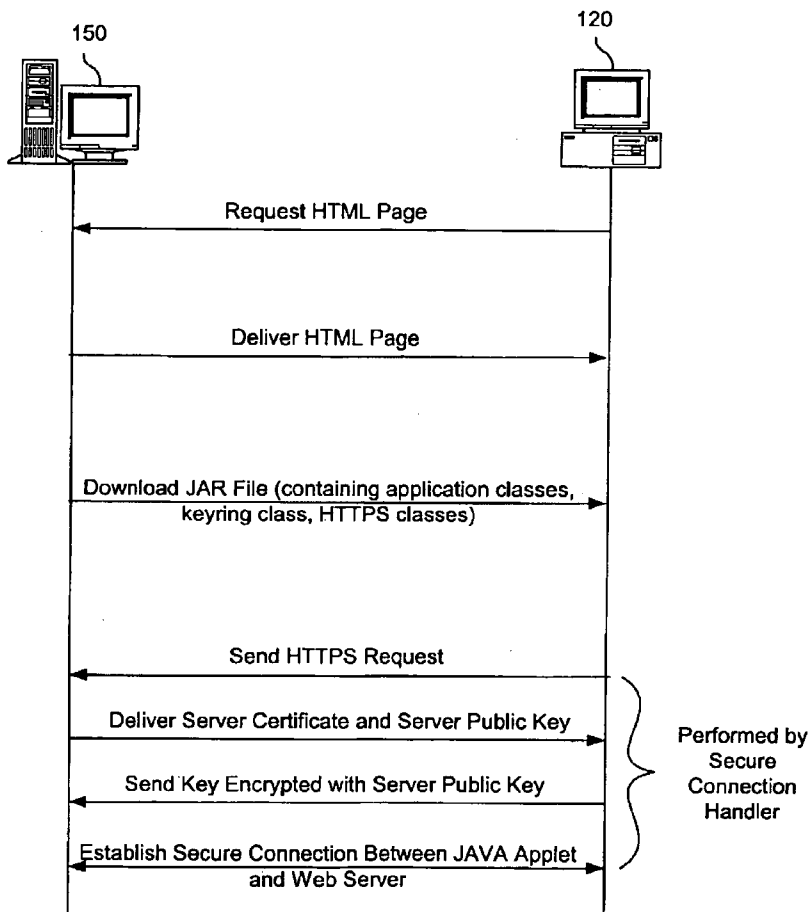 150
120
Request HTML Page
Deliver HTML Page
Download JAR File (containing application classes,
keyring class, HTTPS classes)
Send HTTPS Request
Deliver Server Certificate and Server Public Key
Send Key Encrypted with Server Public Key
Establish Secure Connection Between JAVA Applet
and Web Server
Performed by
Secure
Connection
Handler